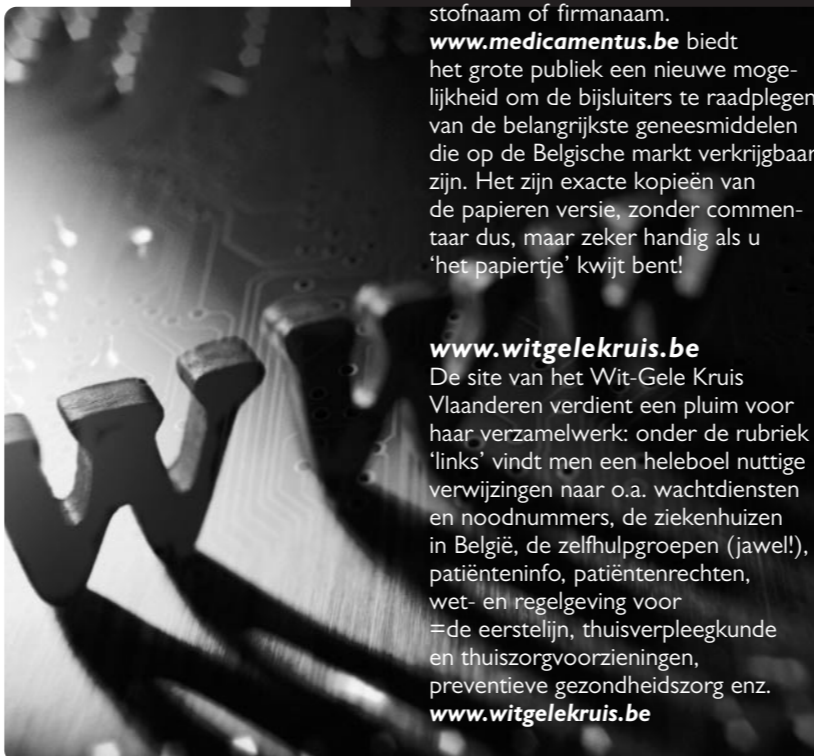 stofnaam of firmanaam.
www.medicamentus.be biedt
het grote publiek een nieuwe moge-
lijkheid om de bijsluiters te raadplegen
van de belangrijkste geneesmiddelen
die op de Belgische markt verkrijgbaar
zijn. Het zijn exacte kopieën van
de papieren versie, zonder commen-
taar dus, maar zeker handig als u
‘het papiertje’ kwijt bent!
www.witgelekruis.be
De site van het Wit-Gele Kruis
Vlaanderen verdient een pluim voor
haar verzamelwerk: onder de rubriek
‘links’ vindt men een heleboel nuttige
verwijzingen naar o.a. wachtdiensten
en noodnummers, de ziekenhuizen
in België, de zelfhulpgroepen (jawel!),
patiënteninfo, patiëntenrechten,
wet- en regelgeving voor
=de eerstelijn, thuisverpleegkunde
en thuiszorgvoorzieningen,
preventieve gezondheidszorg enz.
www.witgelekruis.be